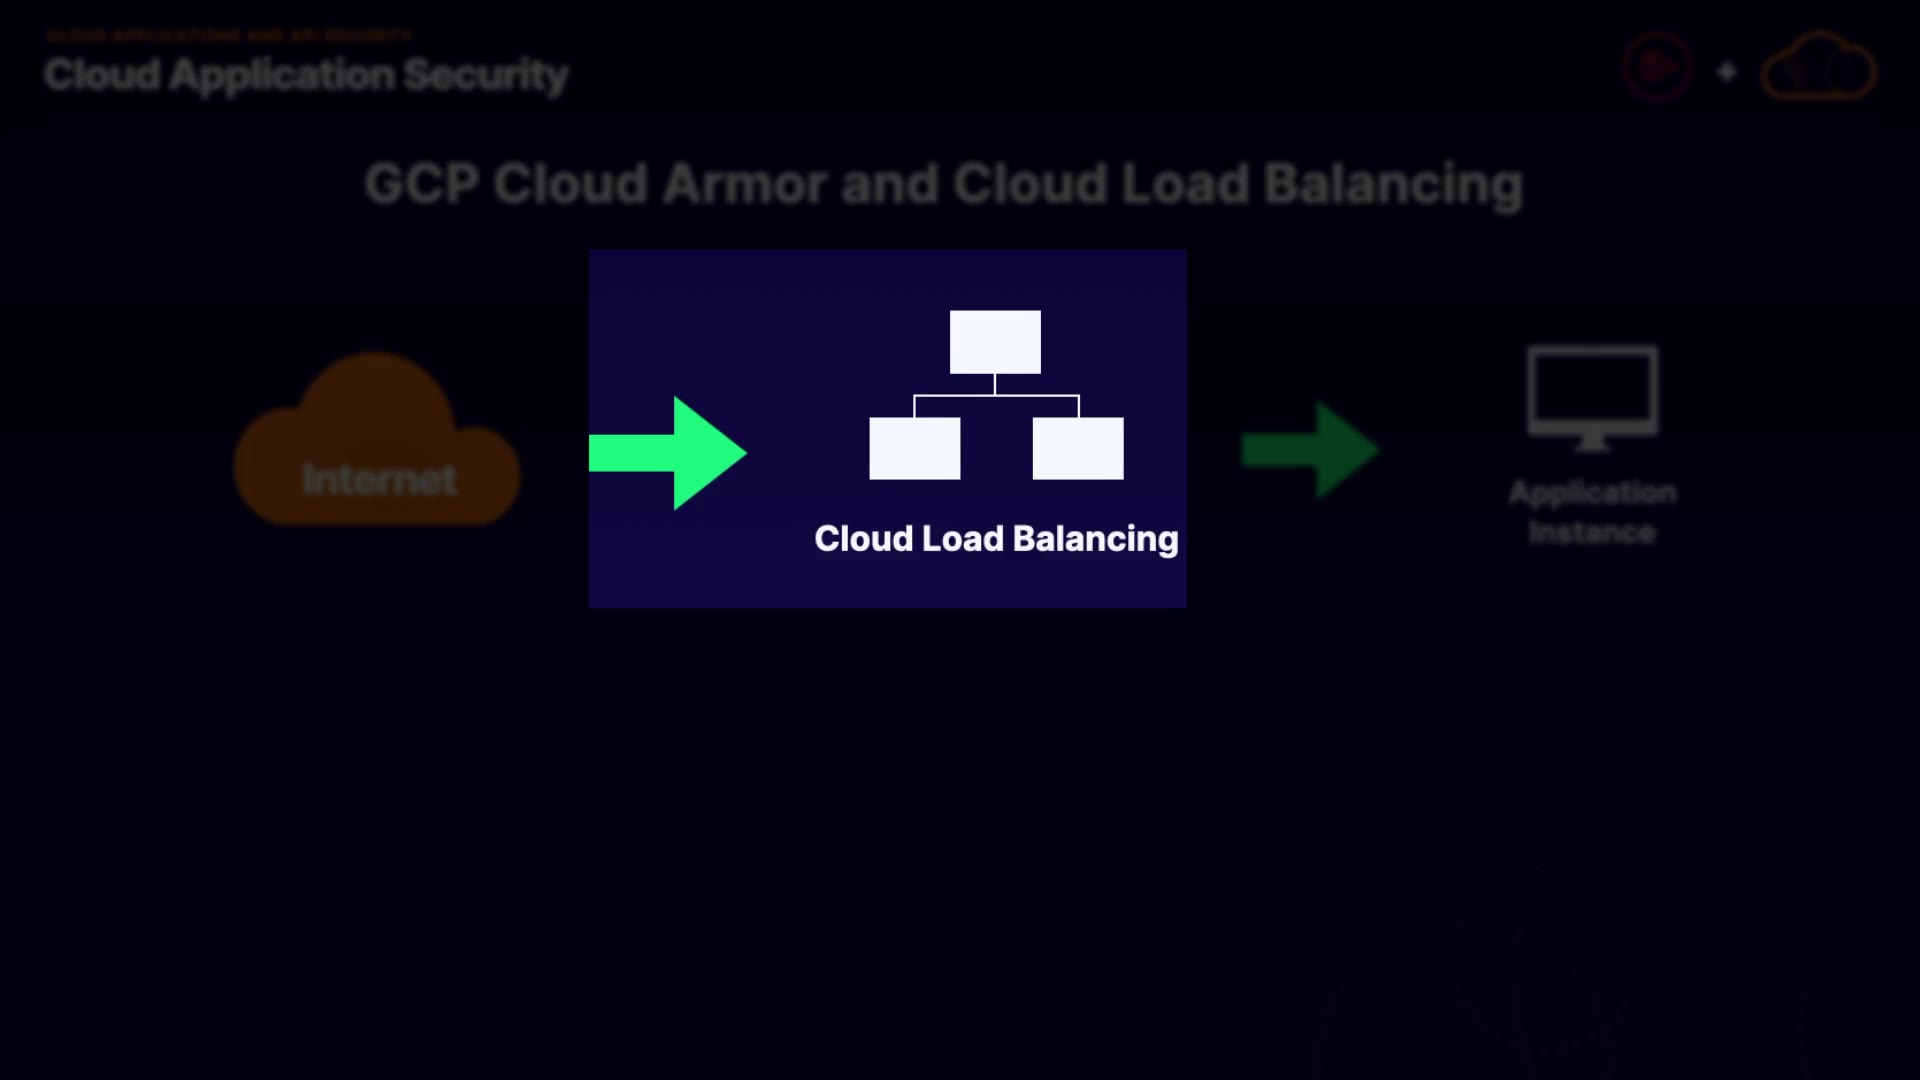 CLOUD APPLICATIONS AND API SECURITY
Cloud Application Security
GCP Cloud Armor and Cloud Load Balancing
Internet
Cloud Load Balancing
Application
Instance